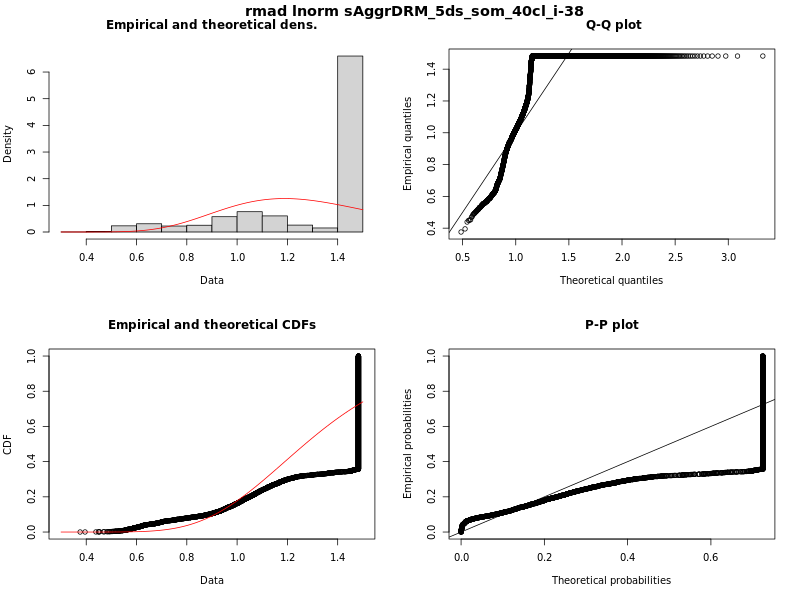 rmad lnorm sAggrDRM_5ds_som_40cl_i-38
Empirical and theoretical dens.
Density
0 1 2 3 4 5 6
0.4 0.6 0.8 1.0 1.2 1.4
Data
Q-Q plot
Empirical quantiles
0.4 0.6 0.8 1.0 1.2 1.4
0.5 1.0 1.5 2.0 2.5 3.0
Theoretical quantiles
Empirical and theoretical CDFs
CDF
0.0 0.2 0.4 0.6 0.8 1.0
0.4 0.6 0.8 1.0 1.2 1.4
Data
P-P plot
Empirical probabilities
0.0 0.2 0.4 0.6 0.8 1.0
0.0 0.2 0.4 0.6
Theoretical probabilities